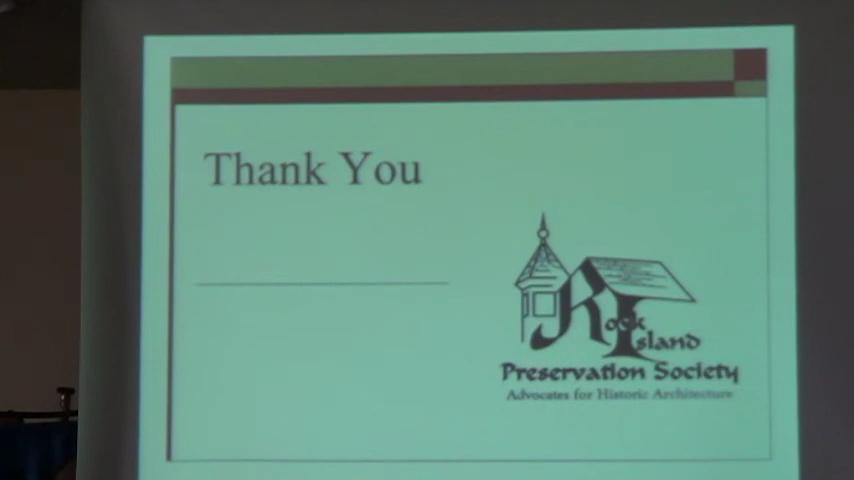 Thank You
Rock
Island
Preservation Society
Advocates for Historic Architecture